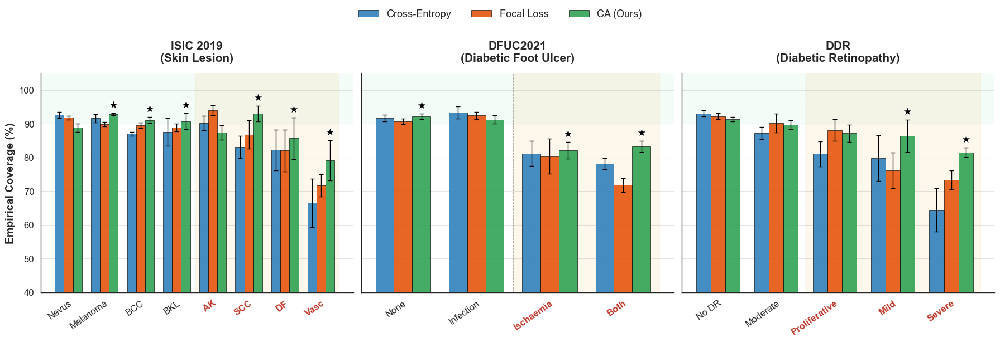 Cross-Entropy
Focal Loss
CA (Ours)
ISIC 2019
(Skin Lesion)
DFUC2021
(Diabetic Foot Ulcer)
DDR
(Diabetic Retinopathy)
Empirical Coverage (%)
100
90
80
70
60
50
40
Nevus
Melanoma
BCC
BKL
AK
SCC
DF
Vasc
None
Infection
Ischaemia
Both
No DR
Moderate
Proliferative
Mild
Severe